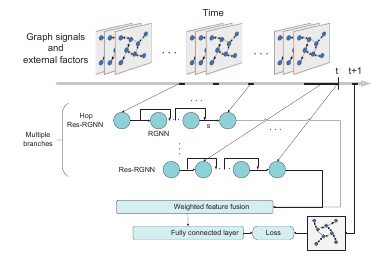 Time
Graph signals
and
external factors
. . .
. . .
t
t+1
Hop
Res-RGNN
. . .
RGNN
s
. . .
Multiple
branches
Res-RGNN
Weighted feature fusion
Fully connected layer
Loss